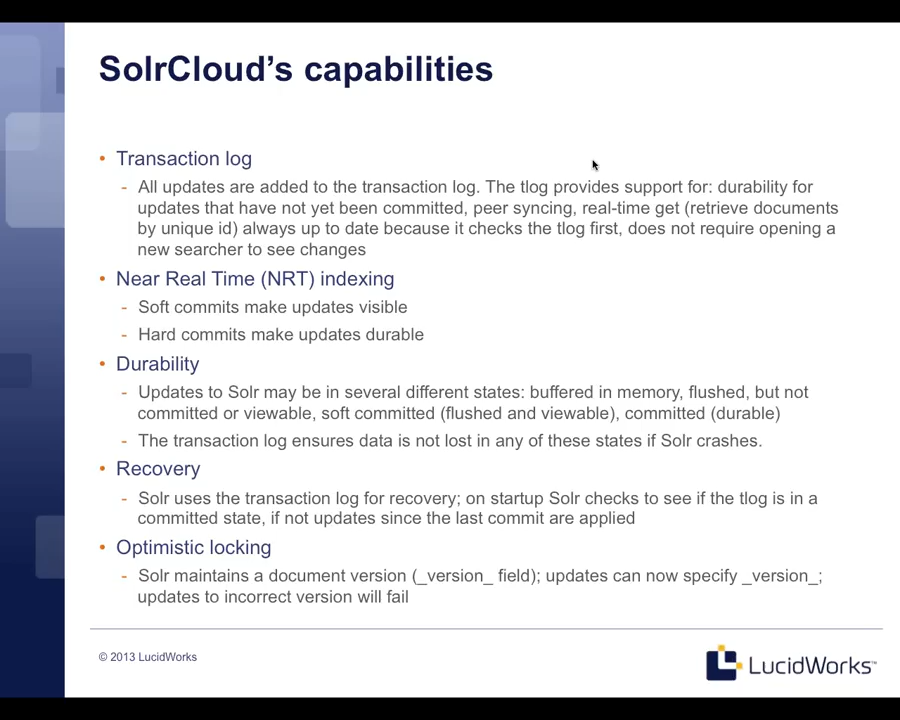 SolrCloud’s capabilities
• Transaction log
- All updates are added to the transaction log. The tlog provides support for: durability for
updates that have not yet been committed, peer syncing, real-time get (retrieve documents
by unique id) always up to date because it checks the tlog first, does not require opening a
new searcher to see changes
• Near Real Time (NRT) indexing
- Soft commits make updates visible
- Hard commits make updates durable
• Durability
- Updates to Solr may be in several different states: buffered in memory, flushed, but not
committed or viewable, soft committed (flushed and viewable), committed (durable)
- The transaction log ensures data is not lost in any of these states if Solr crashes.
• Recovery
- Solr uses the transaction log for recovery; on startup Solr checks to see if the tlog is in a
committed state, if not updates since the last commit are applied
• Optimistic locking
- Solr maintains a document version (_version_ field); updates can now specify _version_;
updates to incorrect version will fail
© 2013 LucidWorks
LucidWorks™